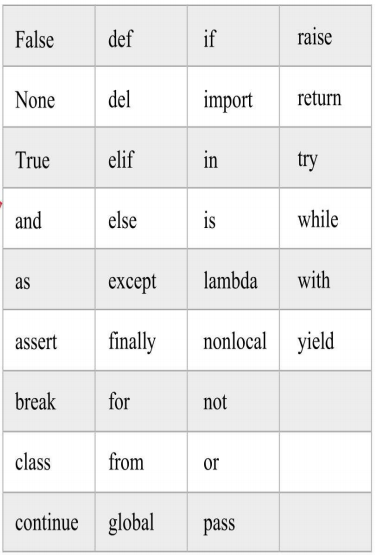 False def if raise
None del import return
True elif in try
and else is while
as except lambda with
assert finally nonlocal yield
break for not
class from or
continue global pass